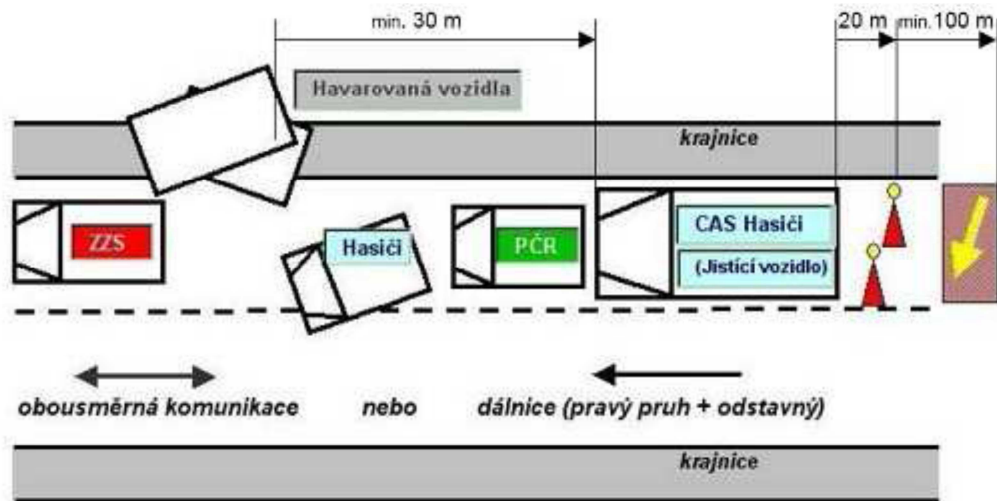 min. 30 m
20 m
min.100 m
Havarovaná vozidla
krajnice
ZZS
Hasiči
PČR
CAS Hasiči
(Jistící vozidlo)
obousměrná komunikace nebo dálnice (pravý pruh + odstavný)
krajnice